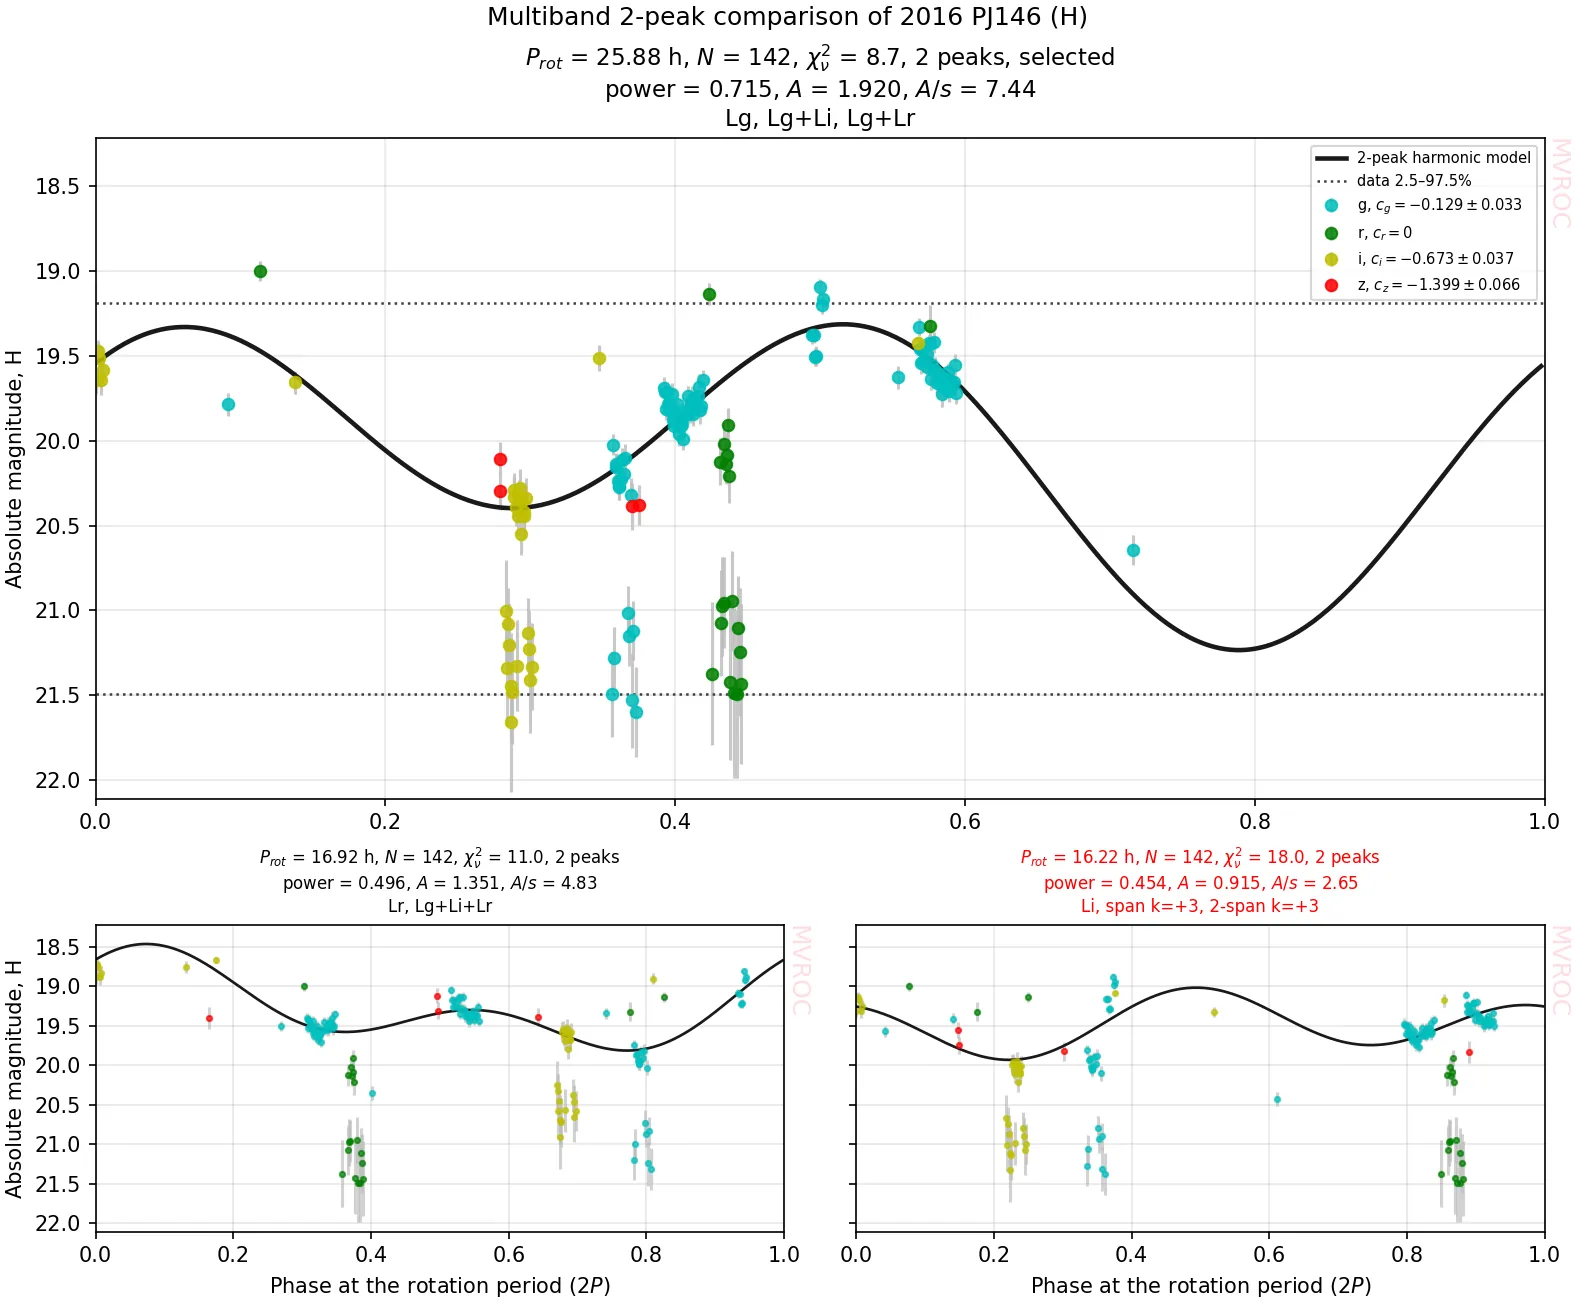 Multiband 2-peak comparison of 2016 PJ146 (H)
P_rot = 25.88 h, N = 142, χ²_ν = 8.7, 2 peaks, selected
power = 0.715, A = 1.920, A/s = 7.44
Lg, Lg+Li, Lg+Lr
2-peak harmonic model
data 2.5–97.5%
g, c_g = −0.129 ± 0.033
r, c_r = 0
i, c_i = −0.673 ± 0.037
z, c_z = −1.399 ± 0.066
MVROC
Absolute magnitude, H
18.5
19.0
19.5
20.0
20.5
21.0
21.5
22.0
0.0 0.2 0.4 0.6 0.8 1.0
P_rot = 16.92 h, N = 142, χ²_ν = 11.0, 2 peaks
power = 0.496, A = 1.351, A/s = 4.83
Lr, Lg+Li+Lr
MVROC
Absolute magnitude, H
18.5
19.0
19.5
20.0
20.5
21.0
21.5
22.0
0.0 0.2 0.4 0.6 0.8 1.0
Phase at the rotation period (2P)
P_rot = 16.22 h, N = 142, χ²_ν = 18.0, 2 peaks
power = 0.454, A = 0.915, A/s = 2.65
Li, span k=+3, 2-span k=+3
MVROC
0.0 0.2 0.4 0.6 0.8 1.0
Phase at the rotation period (2P)